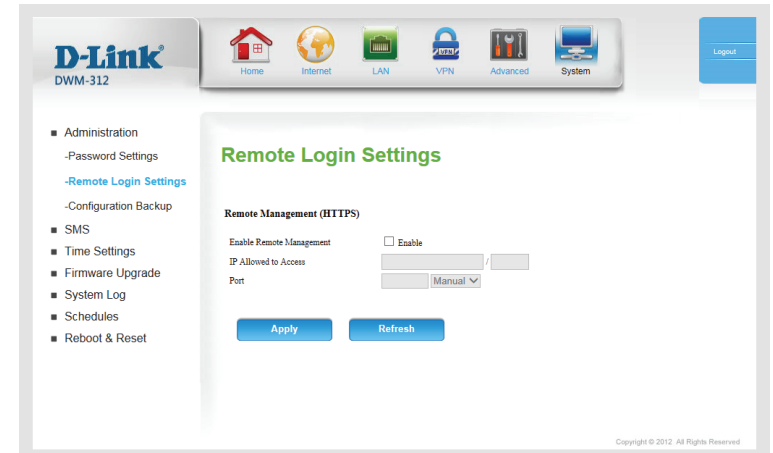 D-Link®
DWM-312
Home Internet LAN VPN Advanced System
Logout
Administration
-Password Settings
-Remote Login Settings
-Configuration Backup
SMS
Time Settings
Firmware Upgrade
System Log
Schedules
Reboot & Reset
Remote Login Settings
Remote Management (HTTPS)
Enable Remote Management Enable
IP Allowed to Access /
Port Manual
Apply Refresh
Copyright © 2012 All Rights Reserved